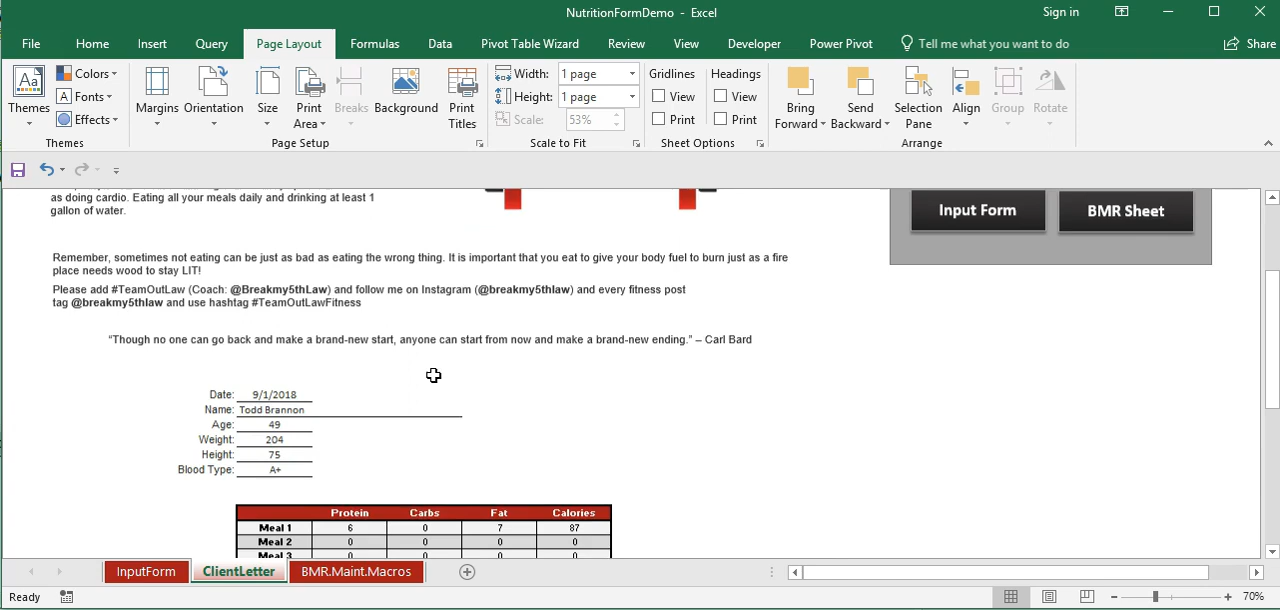 NutritionFormDemo - Excel
Sign in
File Home Insert Query Page Layout Formulas Data Pivot Table Wizard Review View Developer Power Pivot Tell me what you want to do Share
Themes
Colors
Fonts
Effects
Themes
Margins
Orientation
Size
Print Area
Breaks
Background
Print Titles
Page Setup
Width: 1 page
Height: 1 page
Scale: 53%
Scale to Fit
Gridlines
View
Print
Headings
View
Print
Sheet Options
Bring Forward
Send Backward
Selection Pane
Align
Group
Rotate
Arrange
as doing cardio. Eating all your meals daily and drinking at least 1
gallon of water.
Input Form
BMR Sheet
Remember, sometimes not eating can be just as bad as eating the wrong thing. It is important that you eat to give your body fuel to burn just as a fire
place needs wood to stay LIT!
Please add #TeamOutLaw (Coach: @Breakmy5thLaw) and follow me on Instagram (@breakmy5thlaw) and every fitness post
tag @breakmy5thlaw and use hashtag #TeamOutLawFitness
“Though no one can go back and make a brand-new start, anyone can start from now and make a brand-new ending.” – Carl Bard
Date: 9/1/2018
Name: Todd Brannon
Age: 49
Weight: 204
Height: 75
Blood Type: A+
Protein Carbs Fat Calories
Meal 1 6 0 7 87
Meal 2 0 0 0 0
Meal 3 0 0 0 0
InputForm ClientLetter BMR.Maint.Macros
Ready
70%